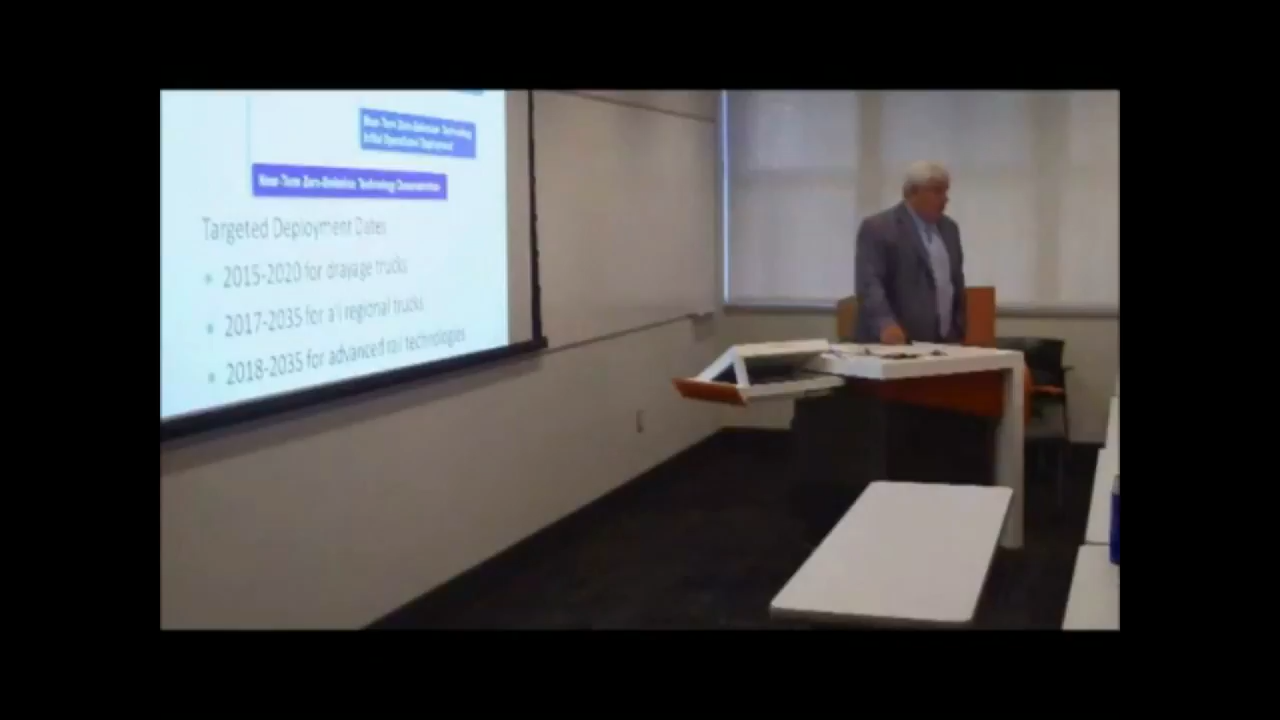 Near-Term Zero-Emission Technology
Initial Operational Deployment
Near-Term Zero-Emission Technology Demonstration
Targeted Deployment Dates
• 2015-2020 for drayage trucks
• 2017-2035 for all regional trucks
• 2018-2035 for advanced rail technologies